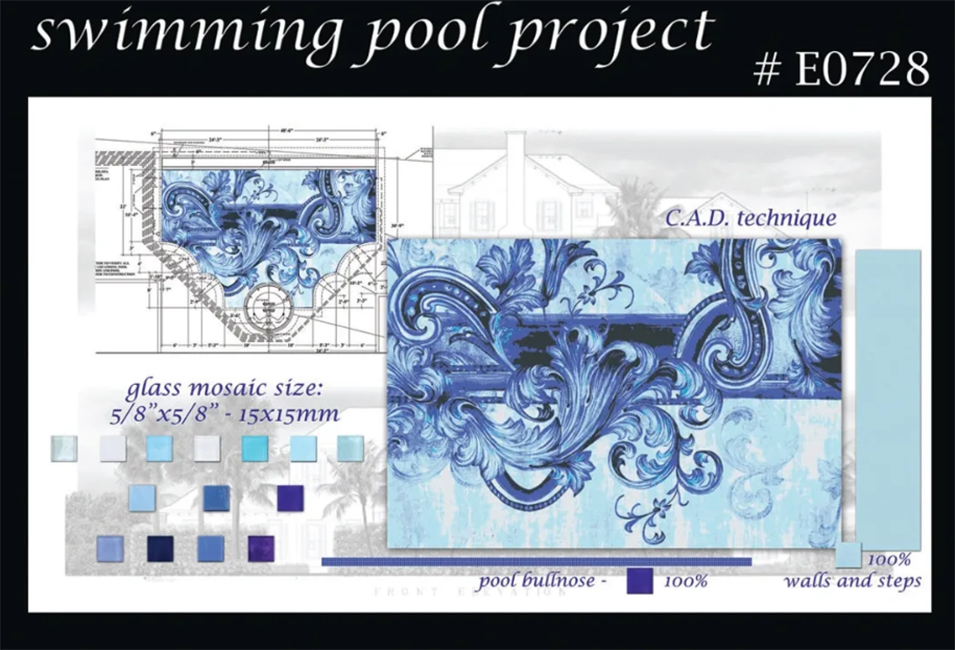 swimming pool project
# E0728
C.A.D. technique
glass mosaic size:
5/8"x5/8" - 15x15mm
100%
pool bullnose - 100%
walls and steps
FRONT ELEVATION